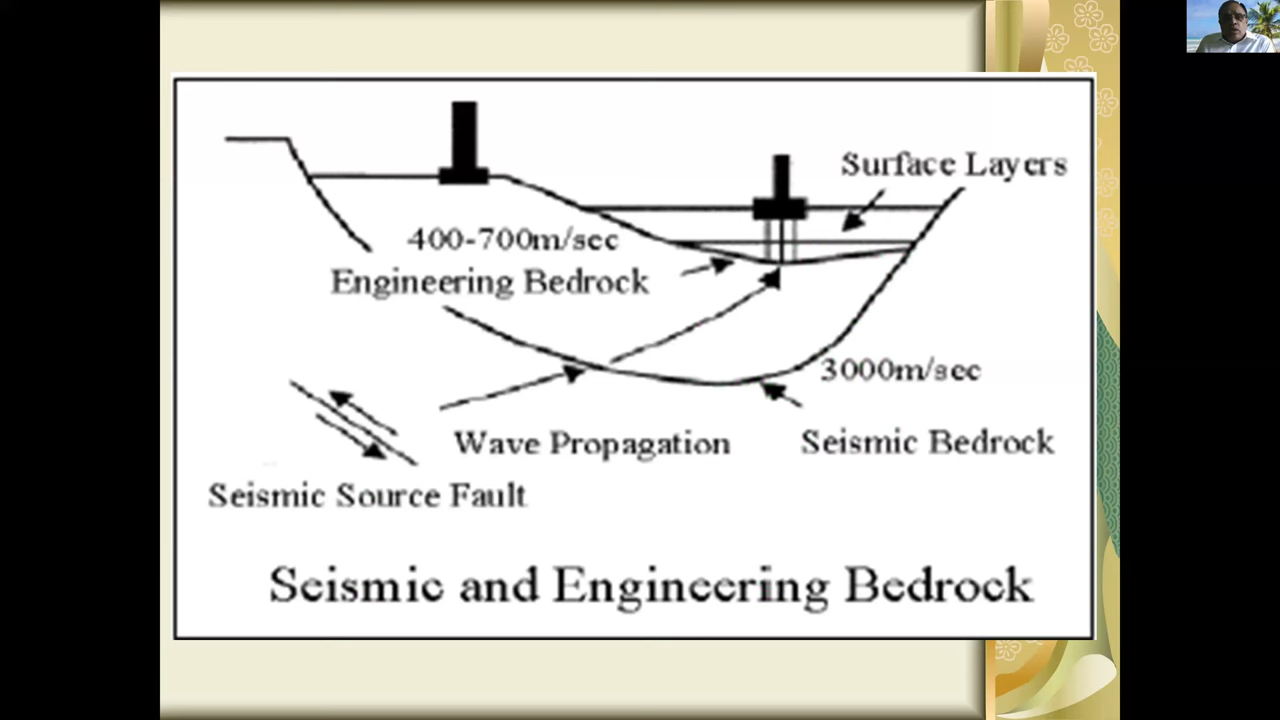 Surface Layers
400-700m/sec
Engineering Bedrock
3000m/sec
Wave Propagation
Seismic Bedrock
Seismic Source Fault
Seismic and Engineering Bedrock